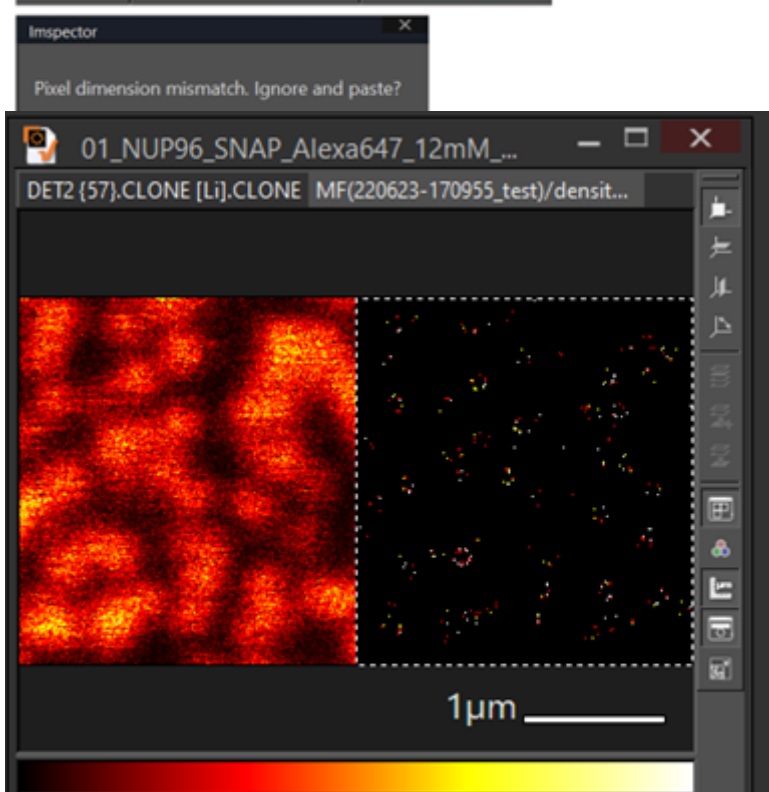 Imspector
Pixel dimension mismatch. Ignore and paste?
01_NUP96_SNAP_Alexa647_12mM_...
DET2 {57}.CLONE [Li].CLONE MF(220623-170955_test)/densit...
1µm